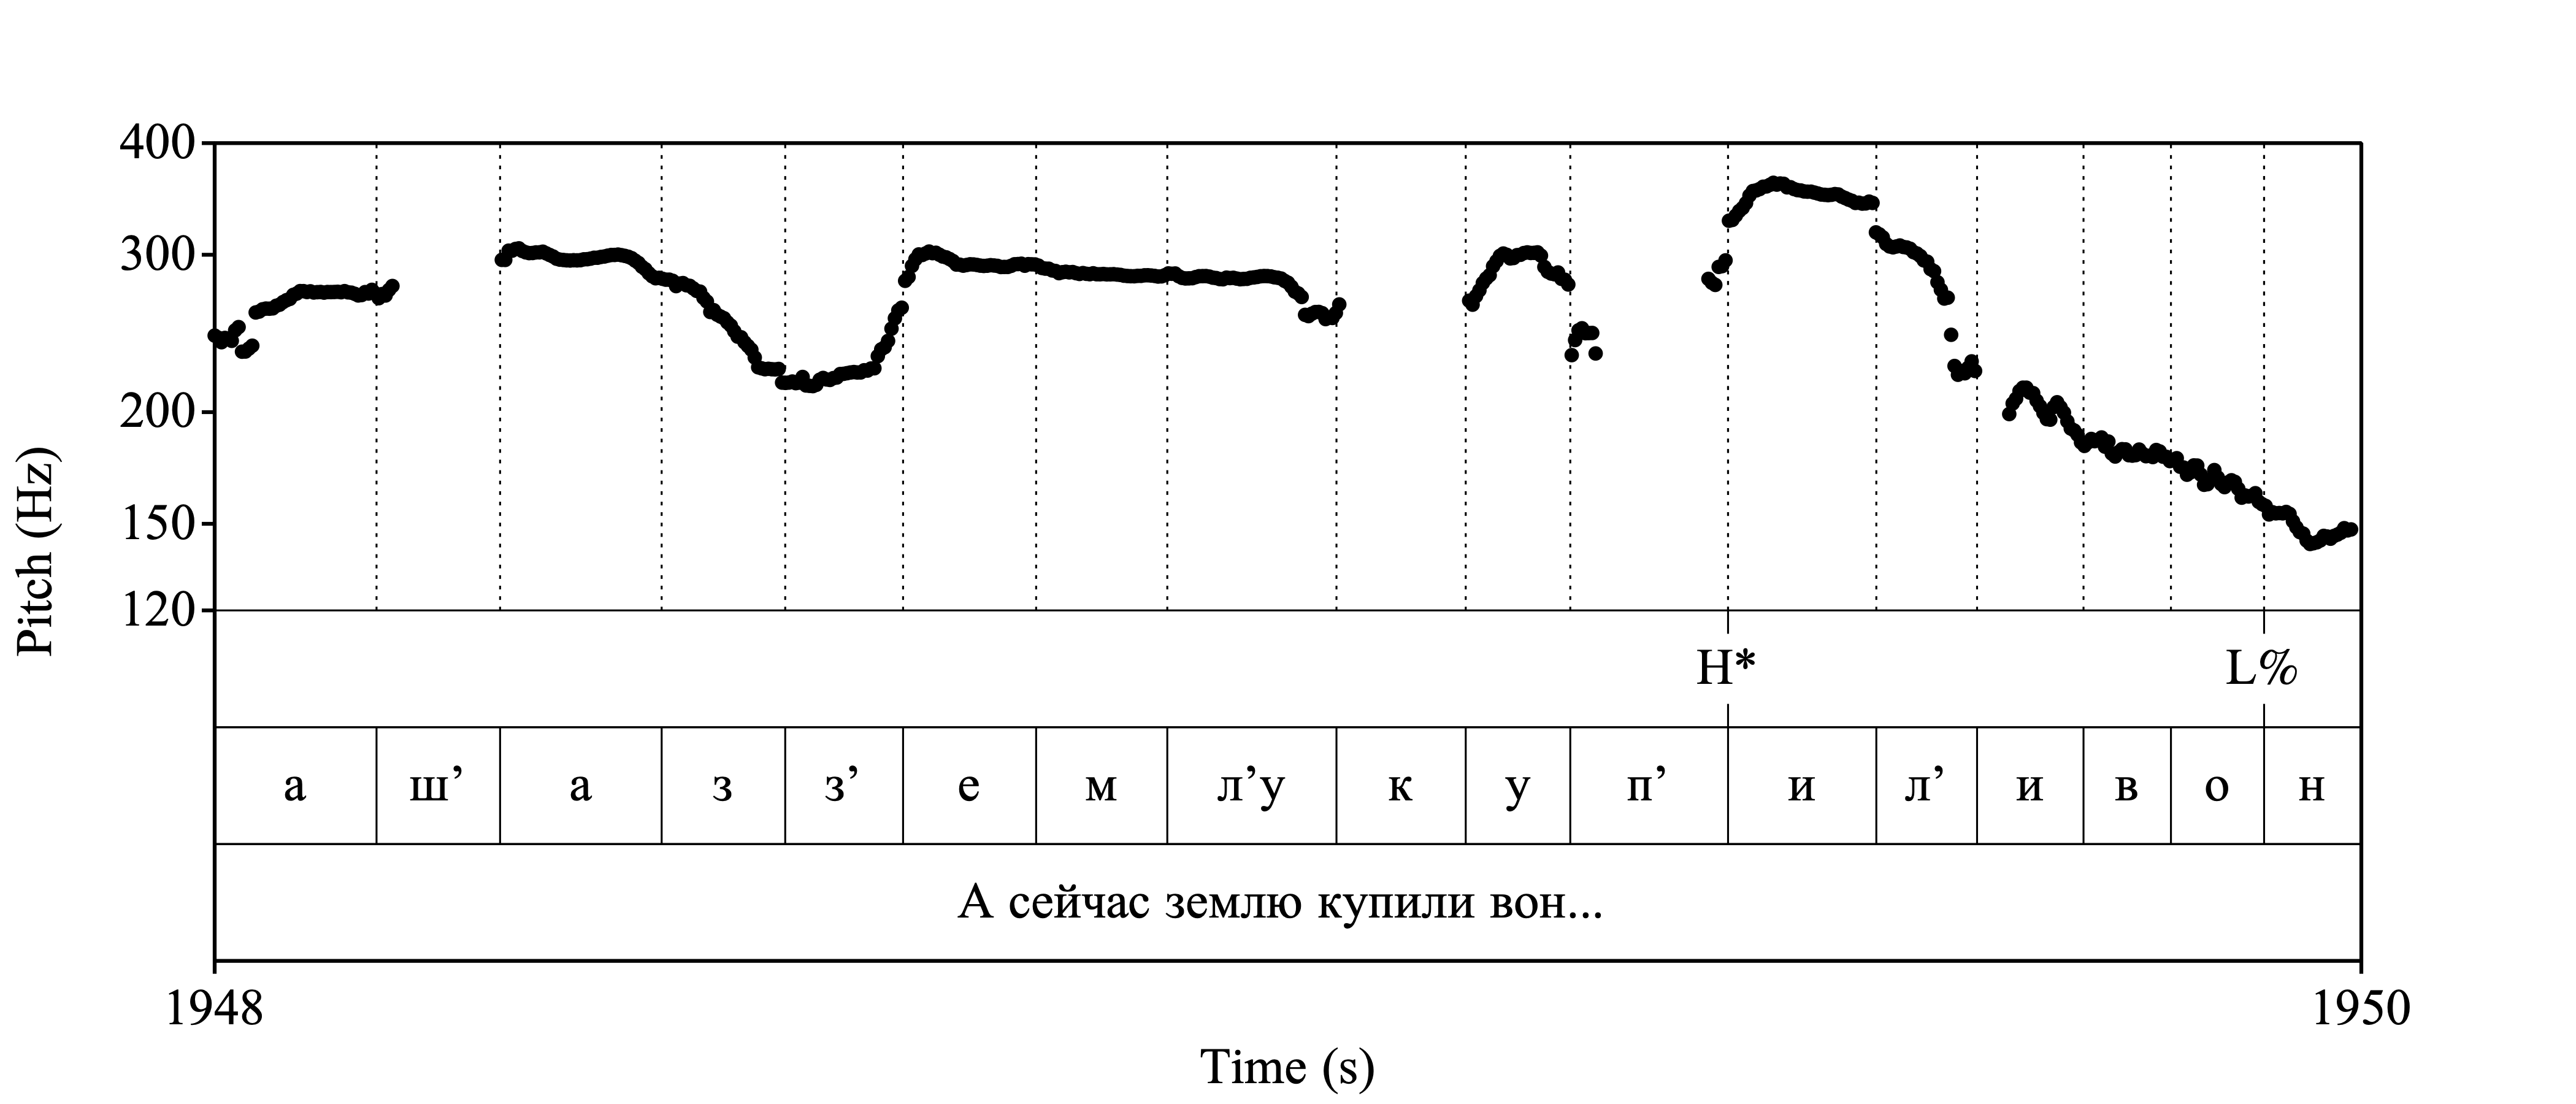 400
300
200
150
120
Pitch (Hz)
H* L%
а ш’ а з з’ е м л’у к у п’ и л’ и в о н
А сейчас землю купили вон...
1948 1950
Time (s)